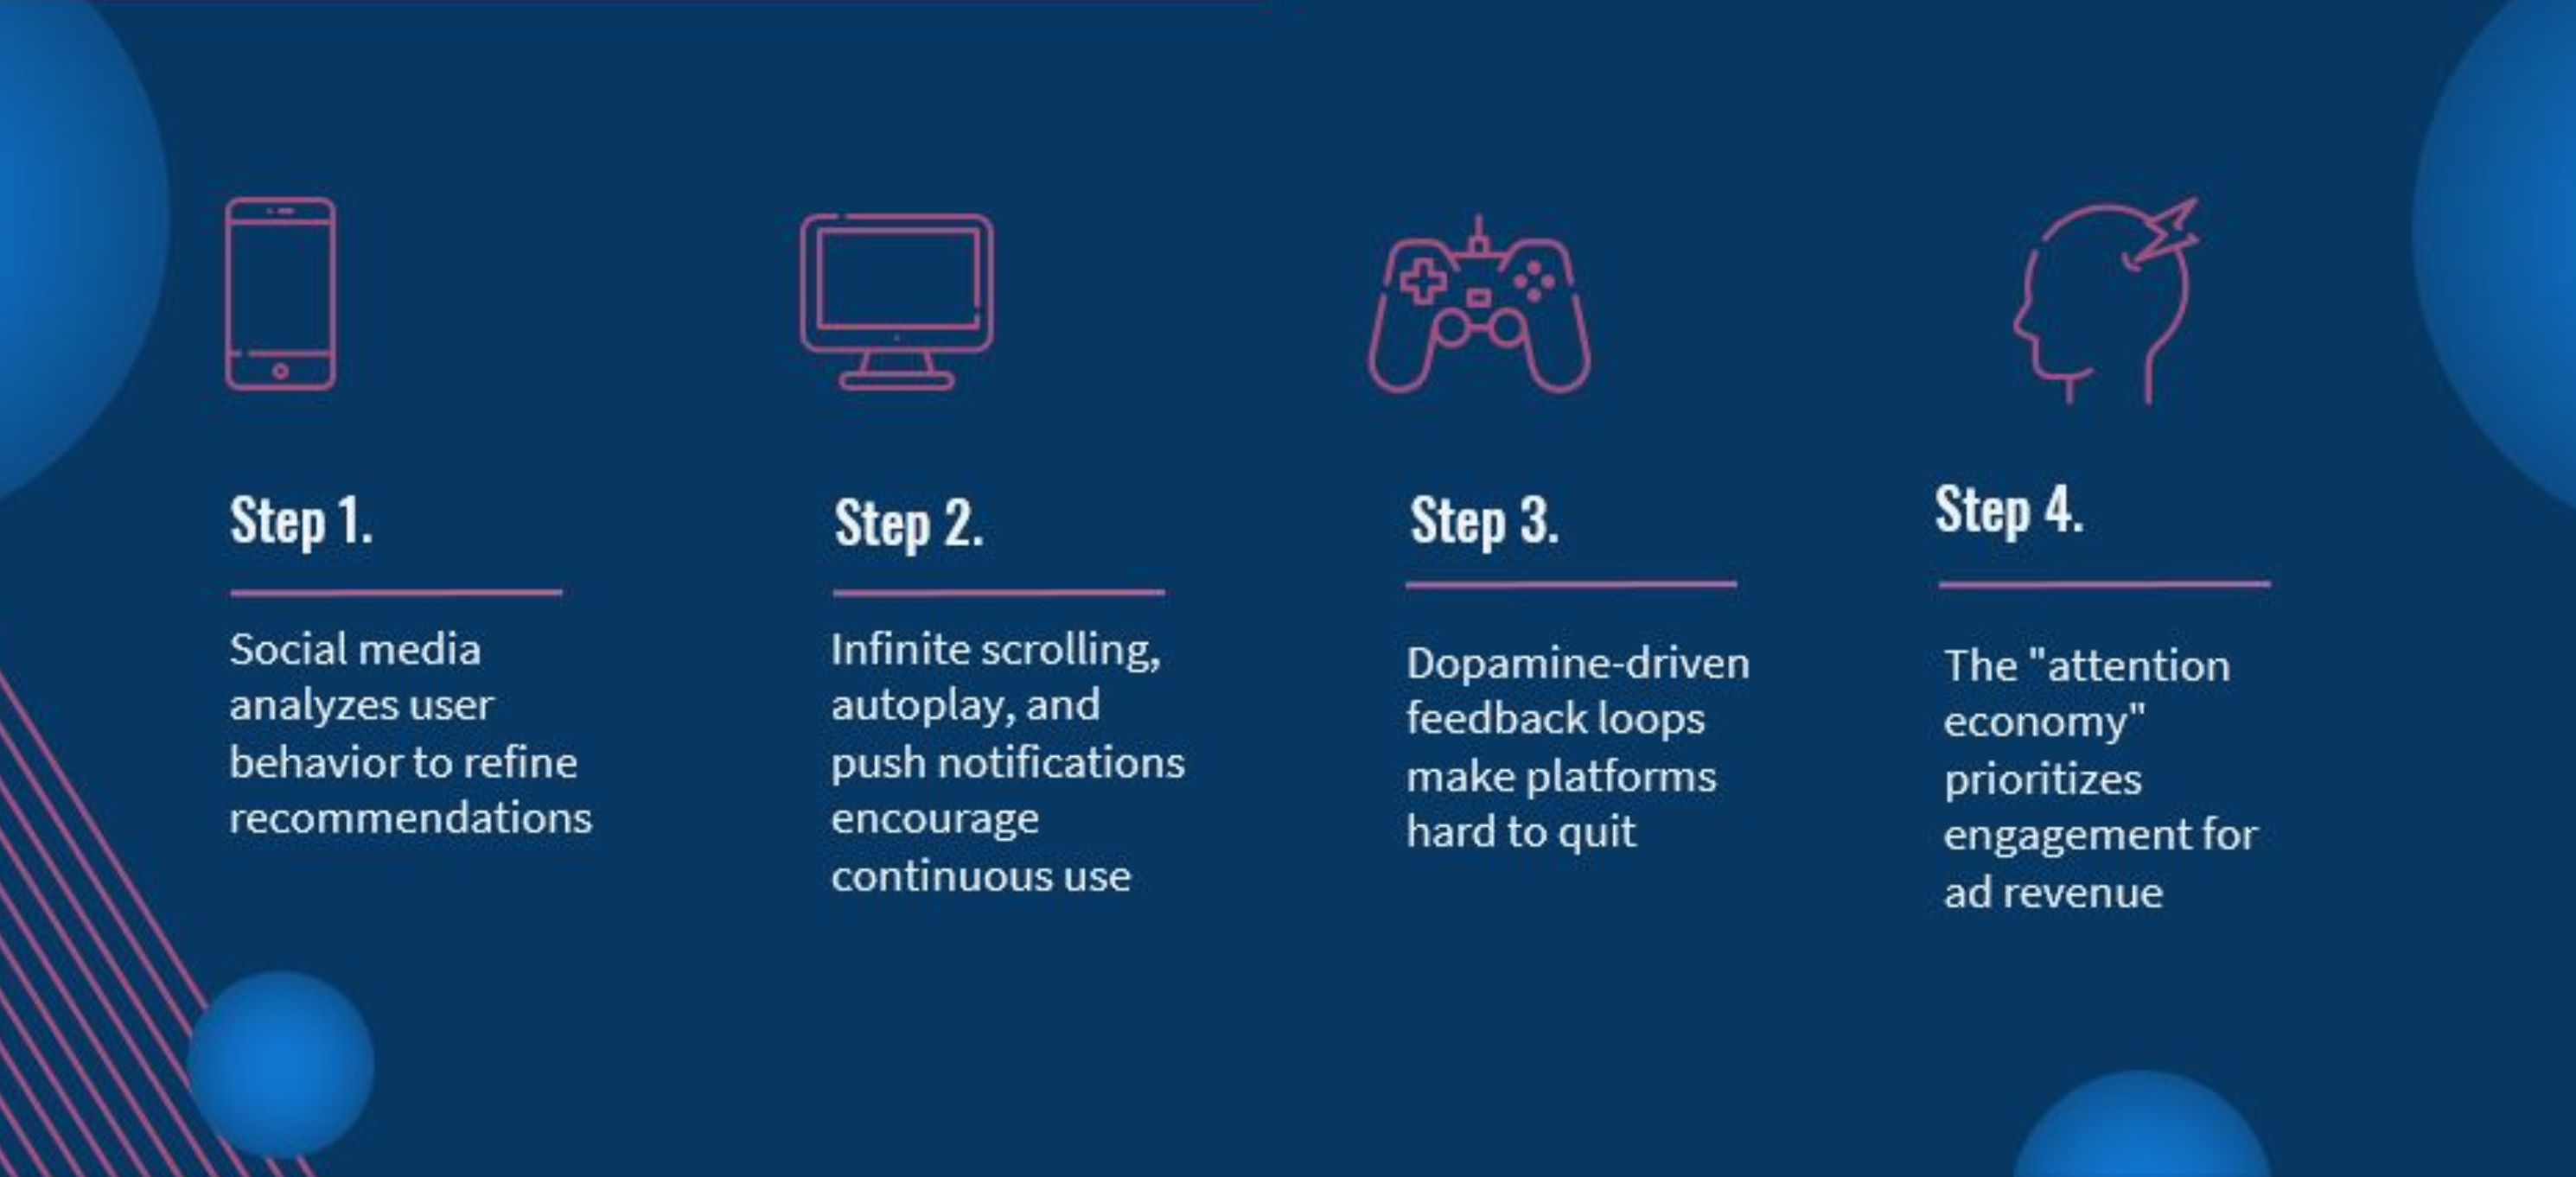 Step 1.
Social media
analyzes user
behavior to refine
recommendations
Step 2.
Infinite scrolling,
autoplay, and
push notifications
encourage
continuous use
Step 3.
Dopamine-driven
feedback loops
make platforms
hard to quit
Step 4.
The "attention
economy"
prioritizes
engagement for
ad revenue